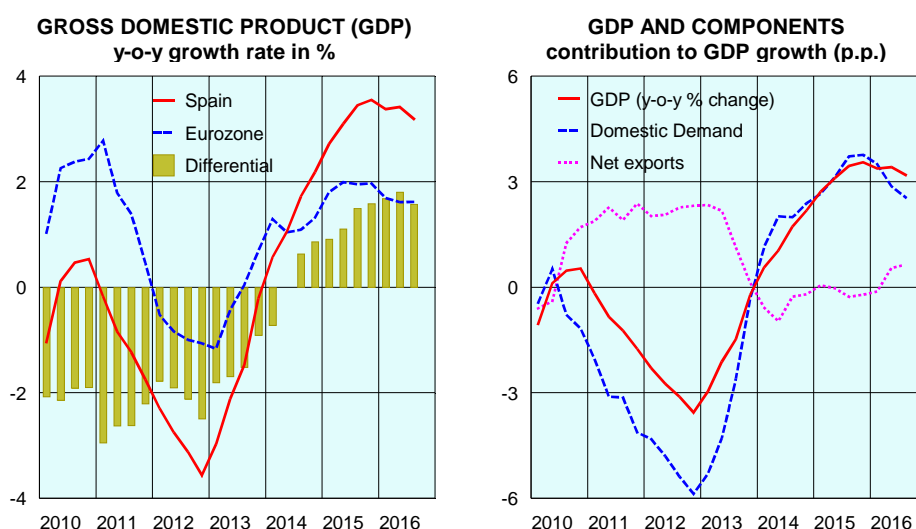 GROSS DOMESTIC PRODUCT (GDP)
y-o-y growth rate in %
4
2
0
-2
-4
Spain
Eurozone
Differential
2010 2011 2012 2013 2014 2015 2016
GDP AND COMPONENTS
contribution to GDP growth (p.p.)
6
3
0
-3
-6
GDP (y-o-y % change)
Domestic Demand
Net exports
2010 2011 2012 2013 2014 2015 2016